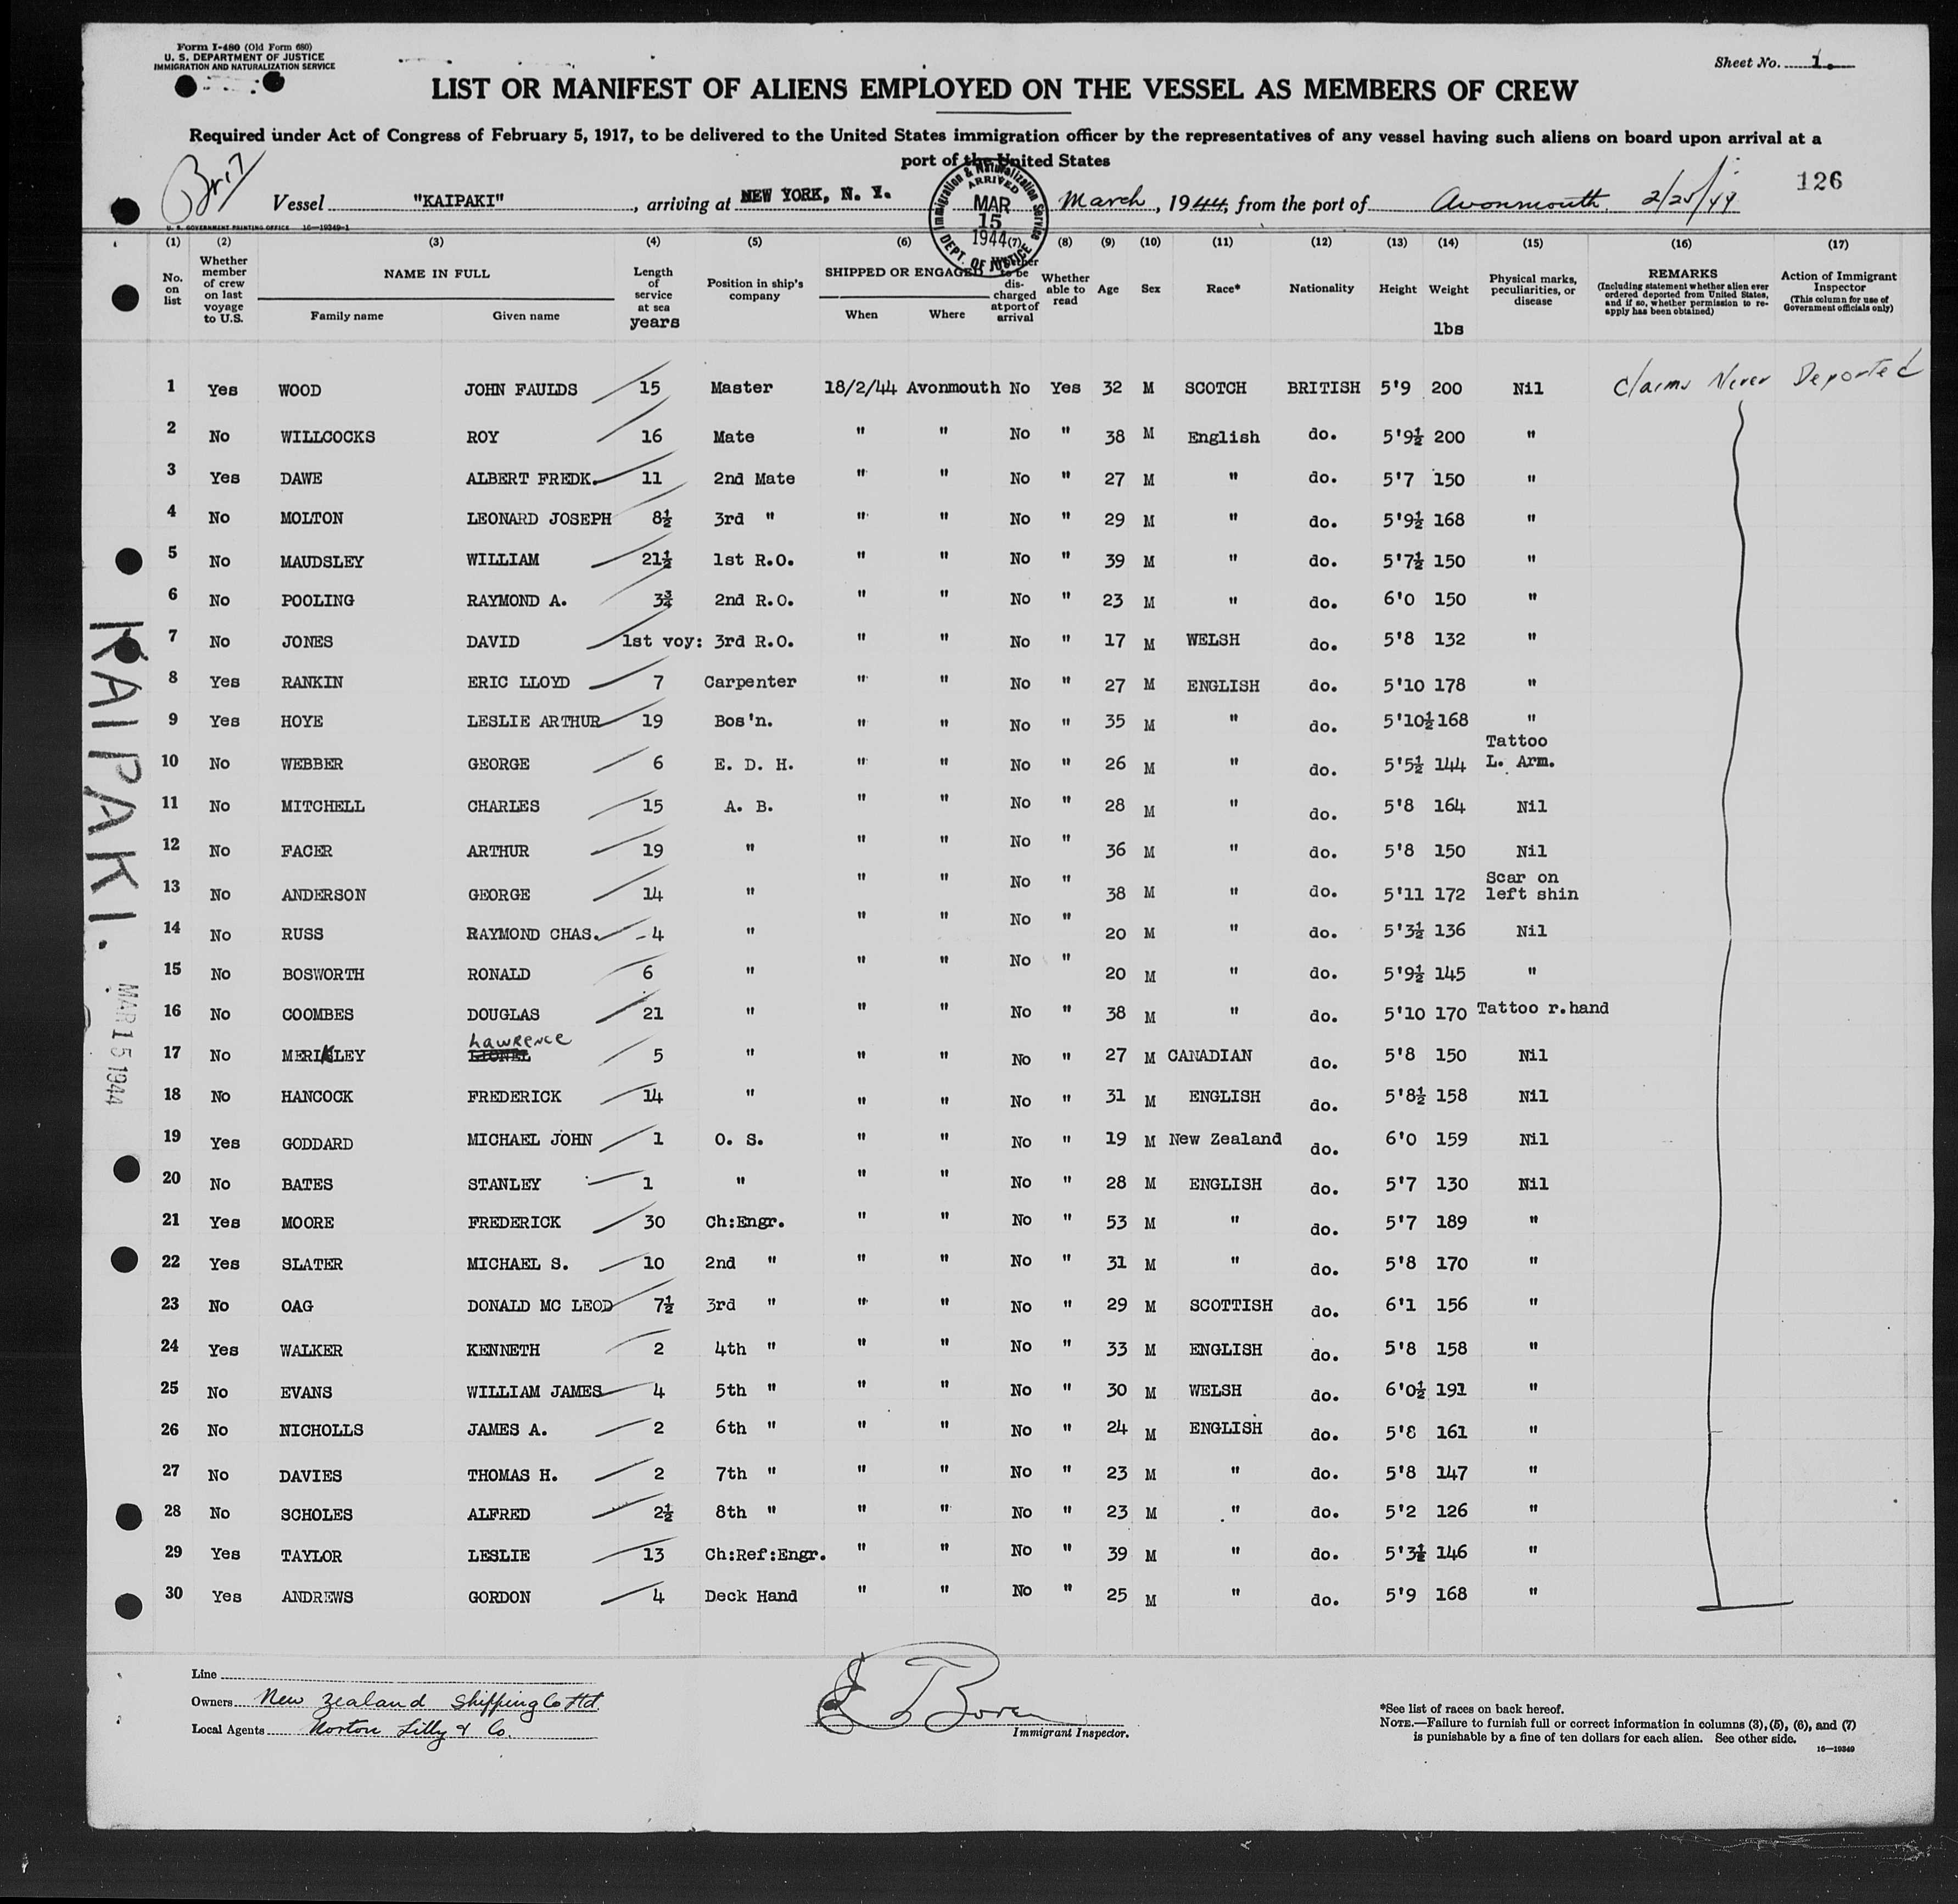 Form I-480 (Old Form 680)
U. S. DEPARTMENT OF JUSTICE
IMMIGRATION AND NATURALIZATION SERVICE
Sheet No. 1.
LIST OR MANIFEST OF ALIENS EMPLOYED ON THE VESSEL AS MEMBERS OF CREW
Required under Act of Congress of February 5, 1917, to be delivered to the United States immigration officer by the representatives of any vessel having such aliens on board upon arrival at a
port of the United States
Brit
126
Vessel "KAIPAKI", arriving at NEW YORK, N. Y. March, 1944, from the port of Avonmouth 2/25/44
Immigration & Naturalization Service
ARRIVED
MAR
15
1944
DEPT. OF JUSTICE
U. S. GOVERNMENT PRINTING OFFICE 16—19349-1
(1) (2) (3) (4) (5) (6) (7) (8) (9) (10) (11) (12) (13) (14) (15) (16) (17)
No. on list
Whether member of crew on last voyage to U.S.
NAME IN FULL
Family name Given name
Length of service at sea
years
Position in ship's company
SHIPPED OR ENGAGED
When Where
Whether to be discharged at port of arrival
Whether able to read
Age
Sex
Race*
Nationality
Height
Weight
lbs
Physical marks, peculiarities, or disease
REMARKS
(Including statement whether alien ever ordered deported from United States, and if so, whether permission to reapply has been obtained)
Action of Immigrant Inspector
(This column for use of Government officials only)
1 Yes WOOD JOHN FAULDS 15 Master 18/2/44 Avonmouth No Yes 32 M SCOTCH BRITISH 5'9 200 Nil Claims Never Deported
2 No WILLCOCKS ROY 16 Mate " " No " 38 M English do. 5'9½ 200 "
3 Yes DAWE ALBERT FREDK. 11 2nd Mate " " No " 27 M " do. 5'7 150 "
4 No MOLTON LEONARD JOSEPH 8½ 3rd " " " No " 29 M " do. 5'9½ 168 "
5 No MAUDSLEY WILLIAM 21½ 1st R.O. " " No " 39 M " do. 5'7½ 150 "
6 No POOLING RAYMOND A. 3¾ 2nd R.O. " " No " 23 M " do. 6'0 150 "
7 No JONES DAVID 1st voy: 3rd R.O. " " No " 17 M WELSH do. 5'8 132 "
8 Yes RANKIN ERIC LLOYD 7 Carpenter " " No " 27 M ENGLISH do. 5'10 178 "
9 Yes HOYE LESLIE ARTHUR 19 Bos'n. " " No " 35 M " do. 5'10½ 168 "
10 No WEBBER GEORGE 6 E. D. H. " " No " 26 M " do. 5'5½ 144 Tattoo L. Arm.
11 No MITCHELL CHARLES 15 A. B. " " No " 28 M " do. 5'8 164 Nil
12 No FACER ARTHUR 19 " " " No " 36 M " do. 5'8 150 Nil
13 No ANDERSON GEORGE 14 " " " No " 38 M " do. 5'11 172 Scar on left shin
14 No RUSS RAYMOND CHAS. 4 " " " No " 20 M " do. 5'3½ 136 Nil
15 No BOSWORTH RONALD 6 " " " No " 20 M " do. 5'9½ 145 "
16 No COOMBES DOUGLAS 21 " " " No " 38 M " do. 5'10 170 Tattoo r.hand
17 No MERIKLEY LIONEL Lawrence 5 " " " No " 27 M CANADIAN do. 5'8 150 Nil
18 No HANCOCK FREDERICK 14 " " " No " 31 M ENGLISH do. 5'8½ 158 Nil
19 Yes GODDARD MICHAEL JOHN 1 O. S. " " No " 19 M New Zealand do. 6'0 159 Nil
20 No BATES STANLEY 1 " " " No " 28 M ENGLISH do. 5'7 130 Nil
21 Yes MOORE FREDERICK 30 Ch:Engr. " " No " 53 M " do. 5'7 189 "
22 Yes SLATER MICHAEL S. 10 2nd " " " No " 31 M " do. 5'8 170 "
23 No OAG DONALD MC LEOD 7½ 3rd " " " No " 29 M SCOTTISH do. 6'1 156 "
24 Yes WALKER KENNETH 2 4th " " " No " 33 M ENGLISH do. 5'8 158 "
25 No EVANS WILLIAM JAMES 4 5th " " " No " 30 M WELSH do. 6'0½ 191 "
26 No NICHOLLS JAMES A. 2 6th " " " No " 24 M ENGLISH do. 5'8 161 "
27 No DAVIES THOMAS H. 2 7th " " " No " 23 M " do. 5'8 147 "
28 No SCHOLES ALFRED 2½ 8th " " " No " 23 M " do. 5'2 126 "
29 Yes TAYLOR LESLIE 13 Ch:Ref:Engr. " " No " 39 M " do. 5'3½ 146 "
30 Yes ANDREWS GORDON 4 Deck Hand " " No " 25 M " do. 5'9 168 "
KAIPAKI.
MAR 15 1944
Line
Owners New Zealand Shipping Co Ltd.
Local Agents Norton Lilly & Co.
Immigrant Inspector.
*See list of races on back hereof.
NOTE.—Failure to furnish full or correct information in columns (3), (5), (6), and (7)
is punishable by a fine of ten dollars for each alien. See other side.
16—19349